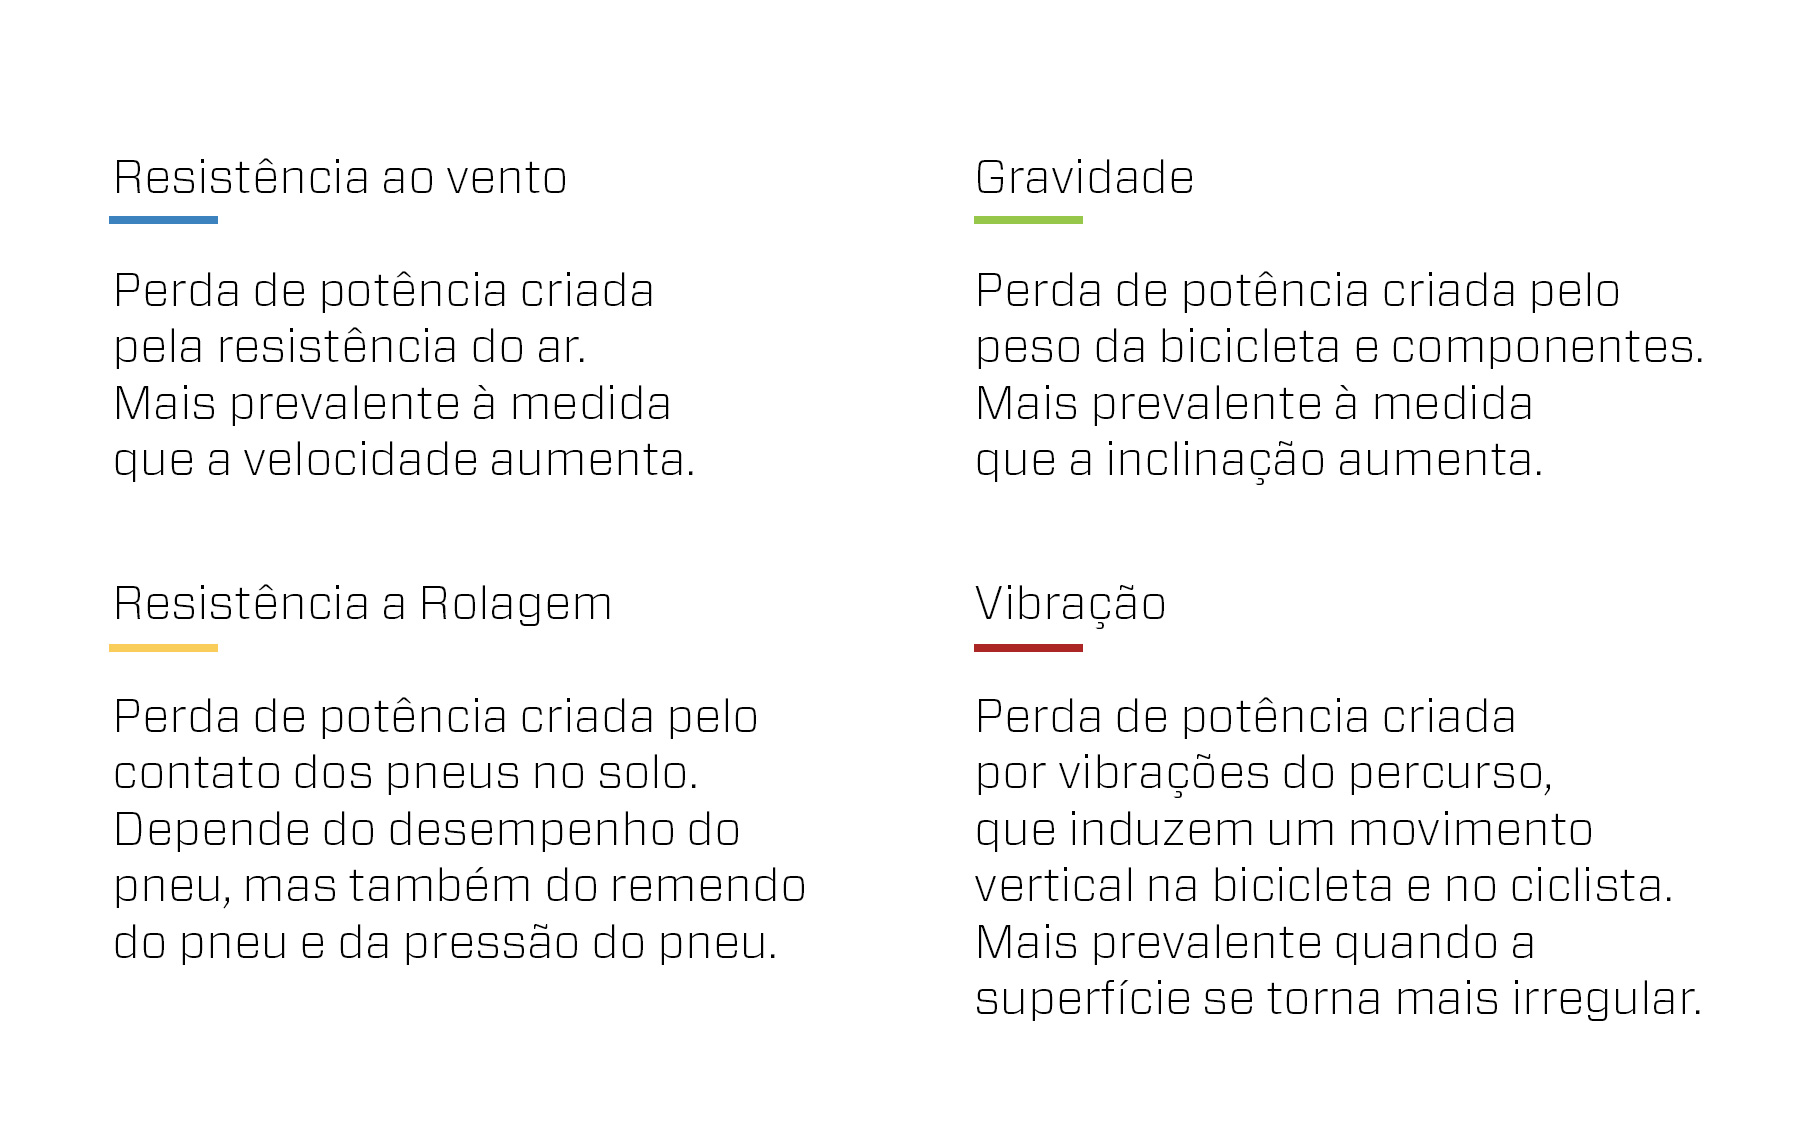 Resistência ao vento
Perda de potência criada
pela resistência do ar.
Mais prevalente à medida
que a velocidade aumenta.
Gravidade
Perda de potência criada pelo
peso da bicicleta e componentes.
Mais prevalente à medida
que a inclinação aumenta.
Resistência a Rolagem
Perda de potência criada pelo
contato dos pneus no solo.
Depende do desempenho do
pneu, mas também do remendo
do pneu e da pressão do pneu.
Vibração
Perda de potência criada
por vibrações do percurso,
que induzem um movimento
vertical na bicicleta e no ciclista.
Mais prevalente quando a
superfície se torna mais irregular.